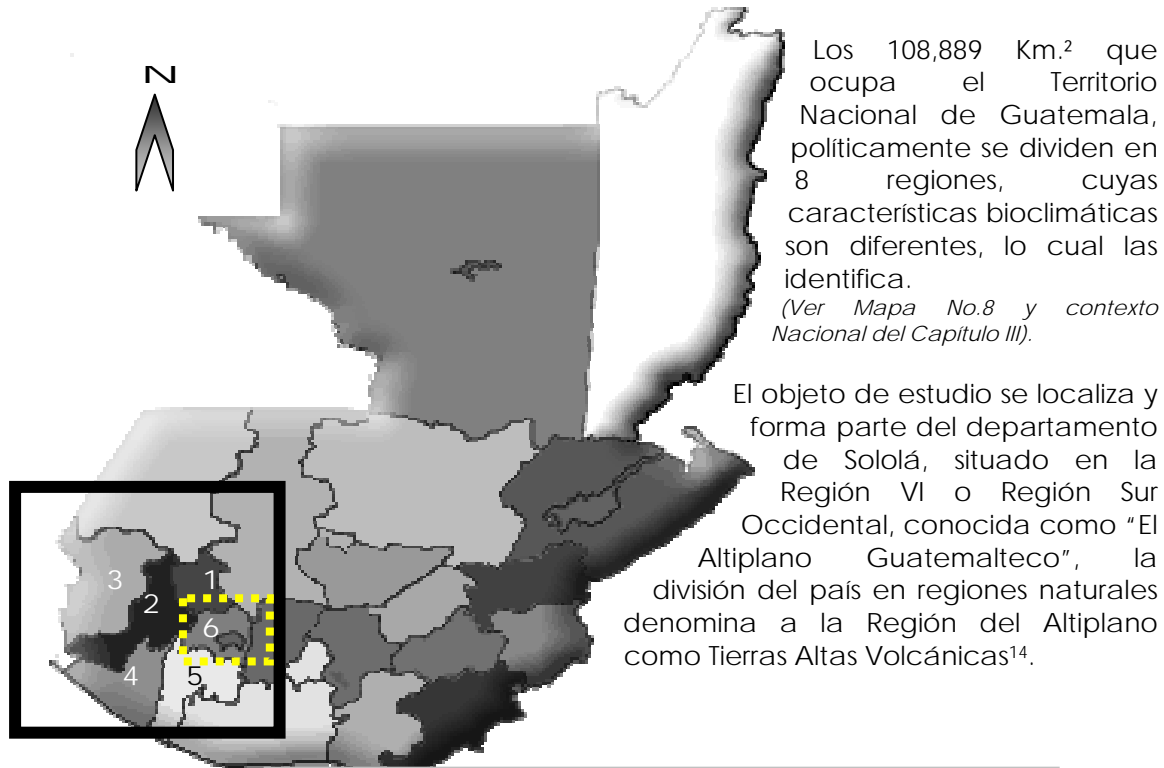 N
Los 108,889 Km.² que
ocupa el Territorio
Nacional de Guatemala,
políticamente se dividen en
8 regiones, cuyas
características bioclimáticas
son diferentes, lo cual las
identifica.
(Ver Mapa No.8 y contexto
Nacional del Capítulo III).
El objeto de estudio se localiza y
forma parte del departamento
de Sololá, situado en la
Región VI o Región Sur
Occidental, conocida como “El
Altiplano Guatemalteco”, la
división del país en regiones naturales
denomina a la Región del Altiplano
como Tierras Altas Volcánicas¹⁴.
3
1
2
6
4
5